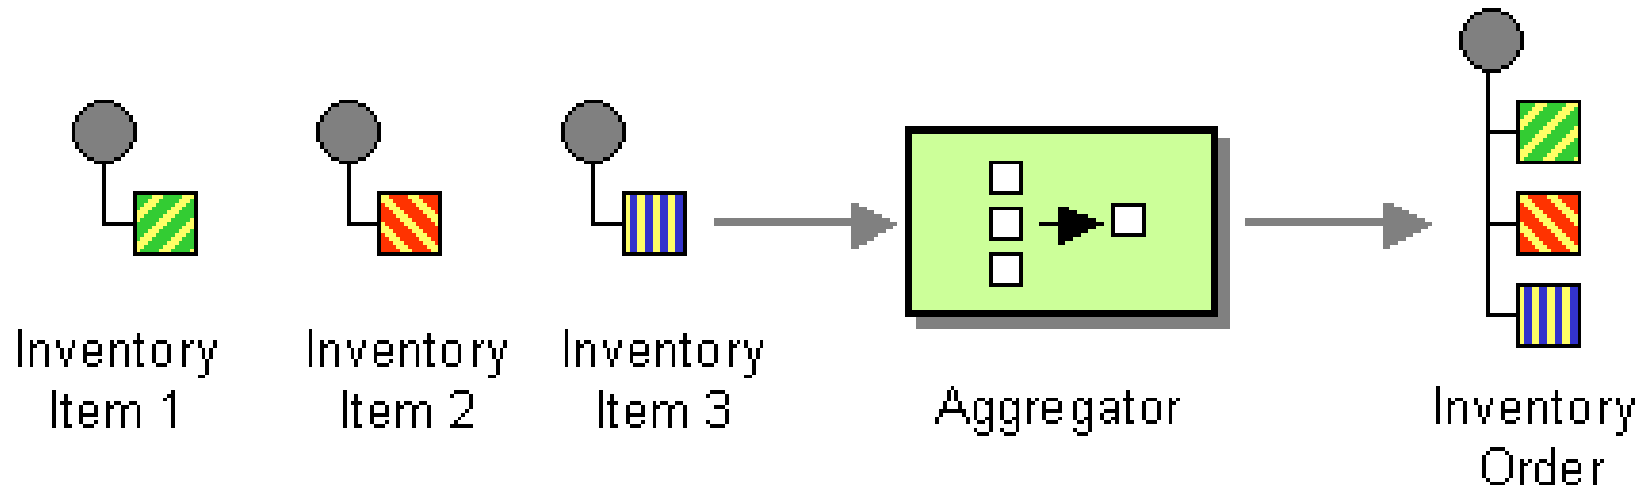 Inventory
Item 1
Inventory
Item 2
Inventory
Item 3
Aggregator
Inventory
Order